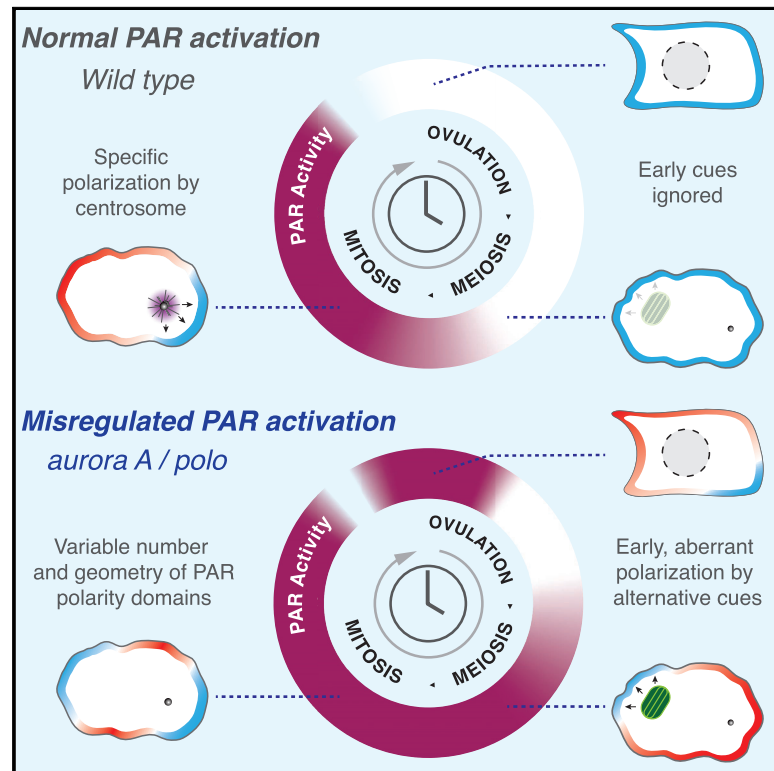 Normal PAR activation
Wild type
Specific
polarization by
centrosome
PAR Activity
OVULATION
MEIOSIS
MITOSIS
Early cues
ignored
Misregulated PAR activation
aurora A / polo
Variable number
and geometry of PAR
polarity domains
PAR Activity
OVULATION
MEIOSIS
MITOSIS
Early, aberrant
polarization by
alternative cues